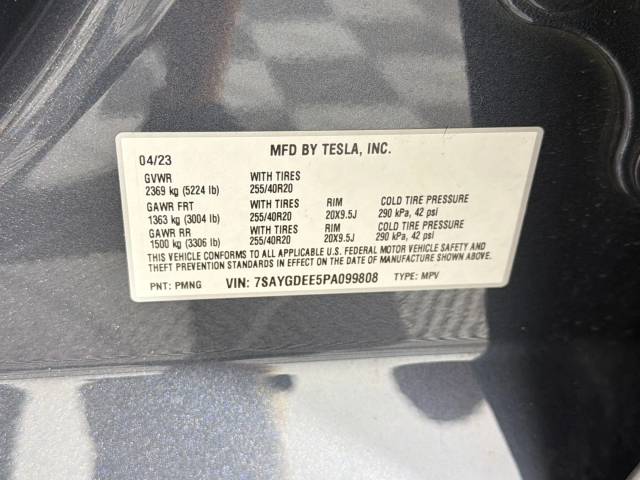 MFD BY TESLA, INC.
04/23
GVWR WITH TIRES
2369 kg (5224 lb) 255/40R20
GAWR FRT WITH TIRES RIM COLD TIRE PRESSURE
1363 kg (3004 lb) 255/40R20 20X9.5J 290 kPa, 42 psi
GAWR RR WITH TIRES RIM COLD TIRE PRESSURE
1500 kg (3306 lb) 255/40R20 20X9.5J 290 kPa, 42 psi
THIS VEHICLE CONFORMS TO ALL APPLICABLE U.S. FEDERAL MOTOR VEHICLE SAFETY AND
THEFT PREVENTION STANDARDS IN EFFECT ON THE DATE OF MANUFACTURE SHOWN ABOVE.
PNT: PMNG VIN: 7SAYGDEE5PA099808 TYPE: MPV